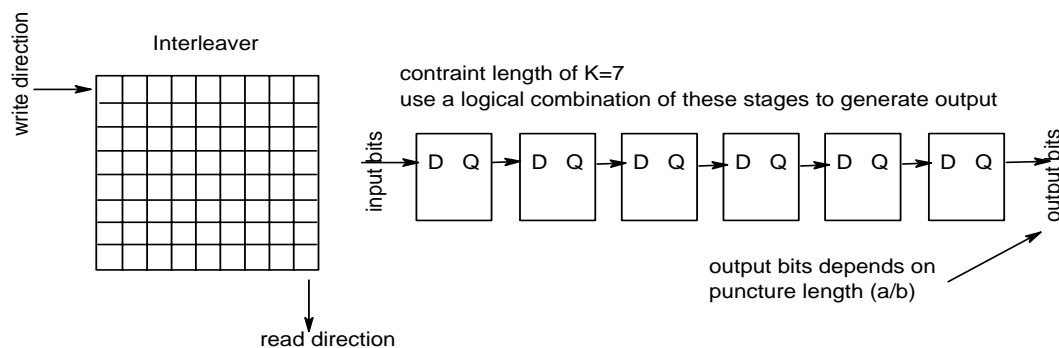 Interleaver
write direction
read direction
contraint length of K=7
use a logical combination of these stages to generate output
input bits
D Q D Q D Q D Q D Q D Q
output bits
output bits depends on
puncture length (a/b)